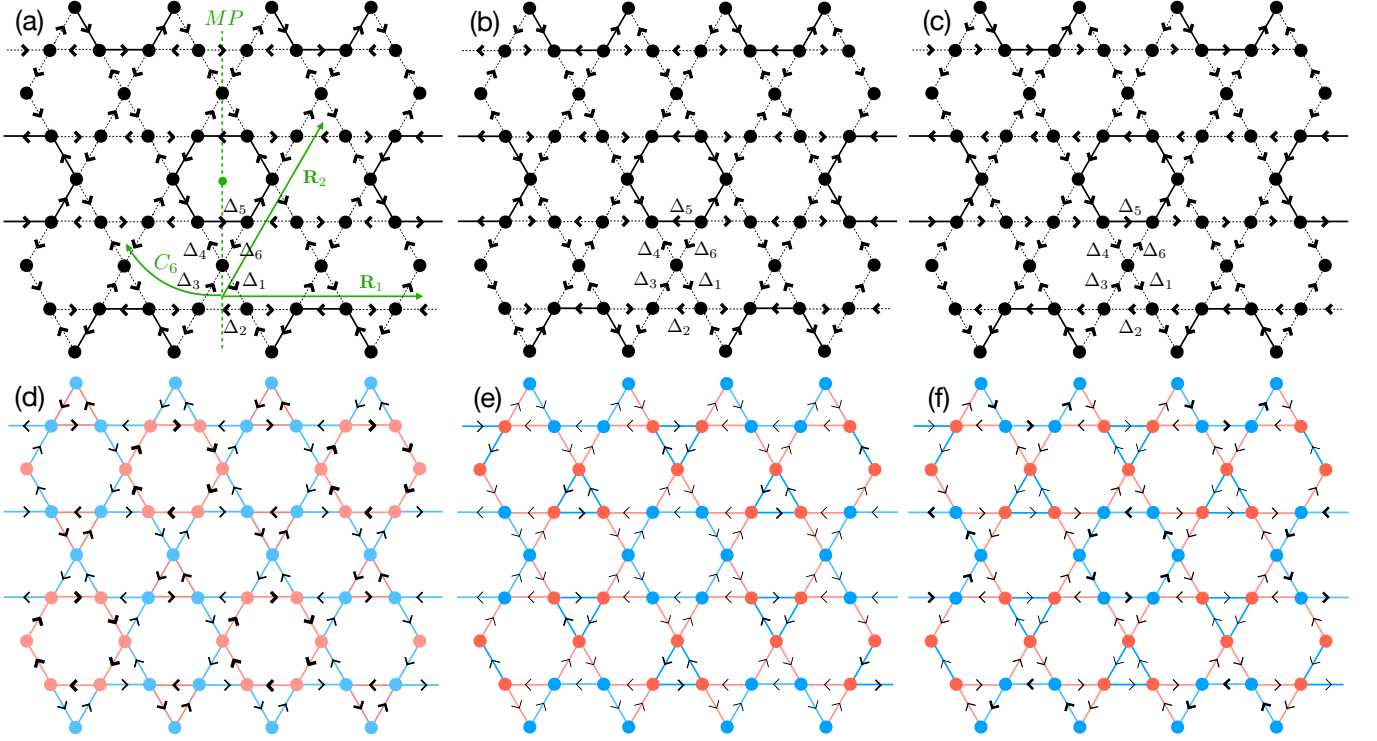 (a)
MP
(b)
(c)
R₂
Δ₅
Δ₄
Δ₆
C₆
Δ₃
Δ₁
R₁
Δ₂
Δ₅
Δ₄
Δ₆
Δ₃
Δ₁
Δ₂
Δ₅
Δ₄
Δ₆
Δ₃
Δ₁
Δ₂
(d)
(e)
(f)